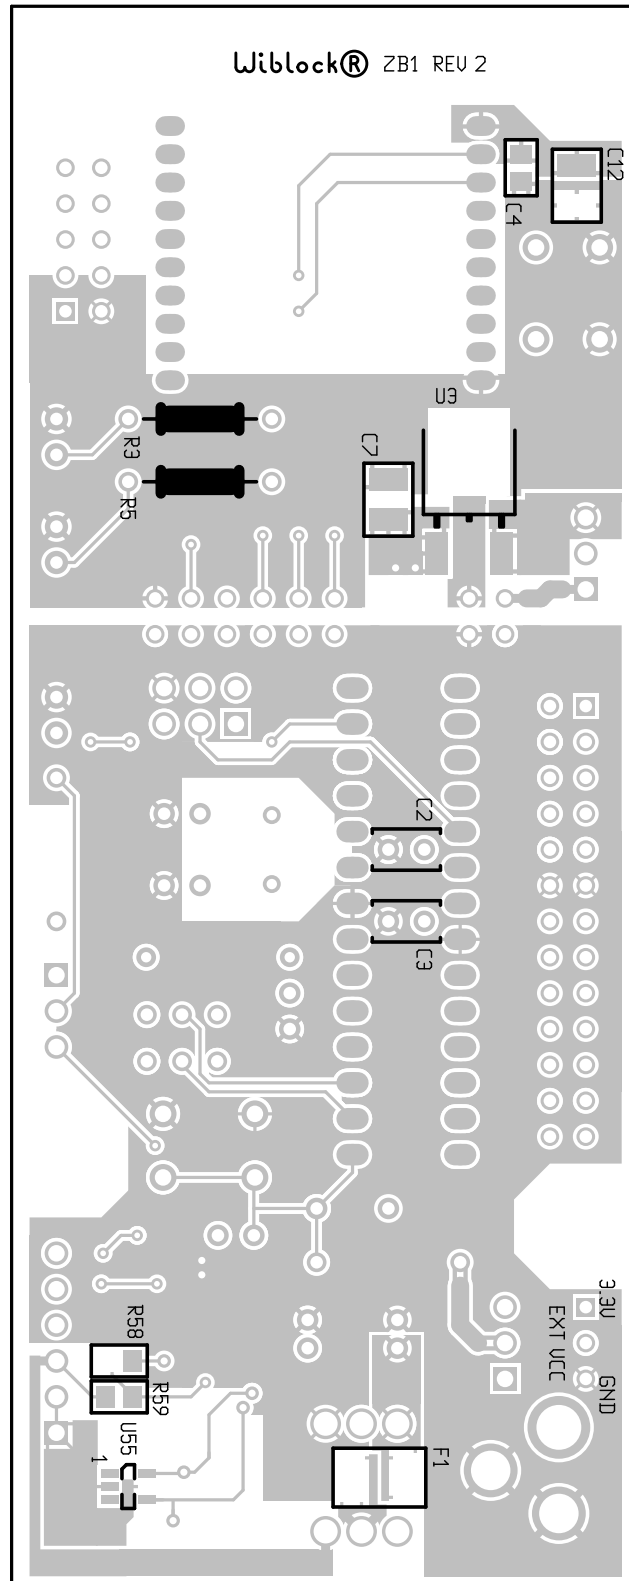 Wiblock® ZB1 REV 2
C12
C4
U3
R3
C7
R5
C2
C3
3.3V
EXT VCC
R58
GND
R59
U55
1
F1